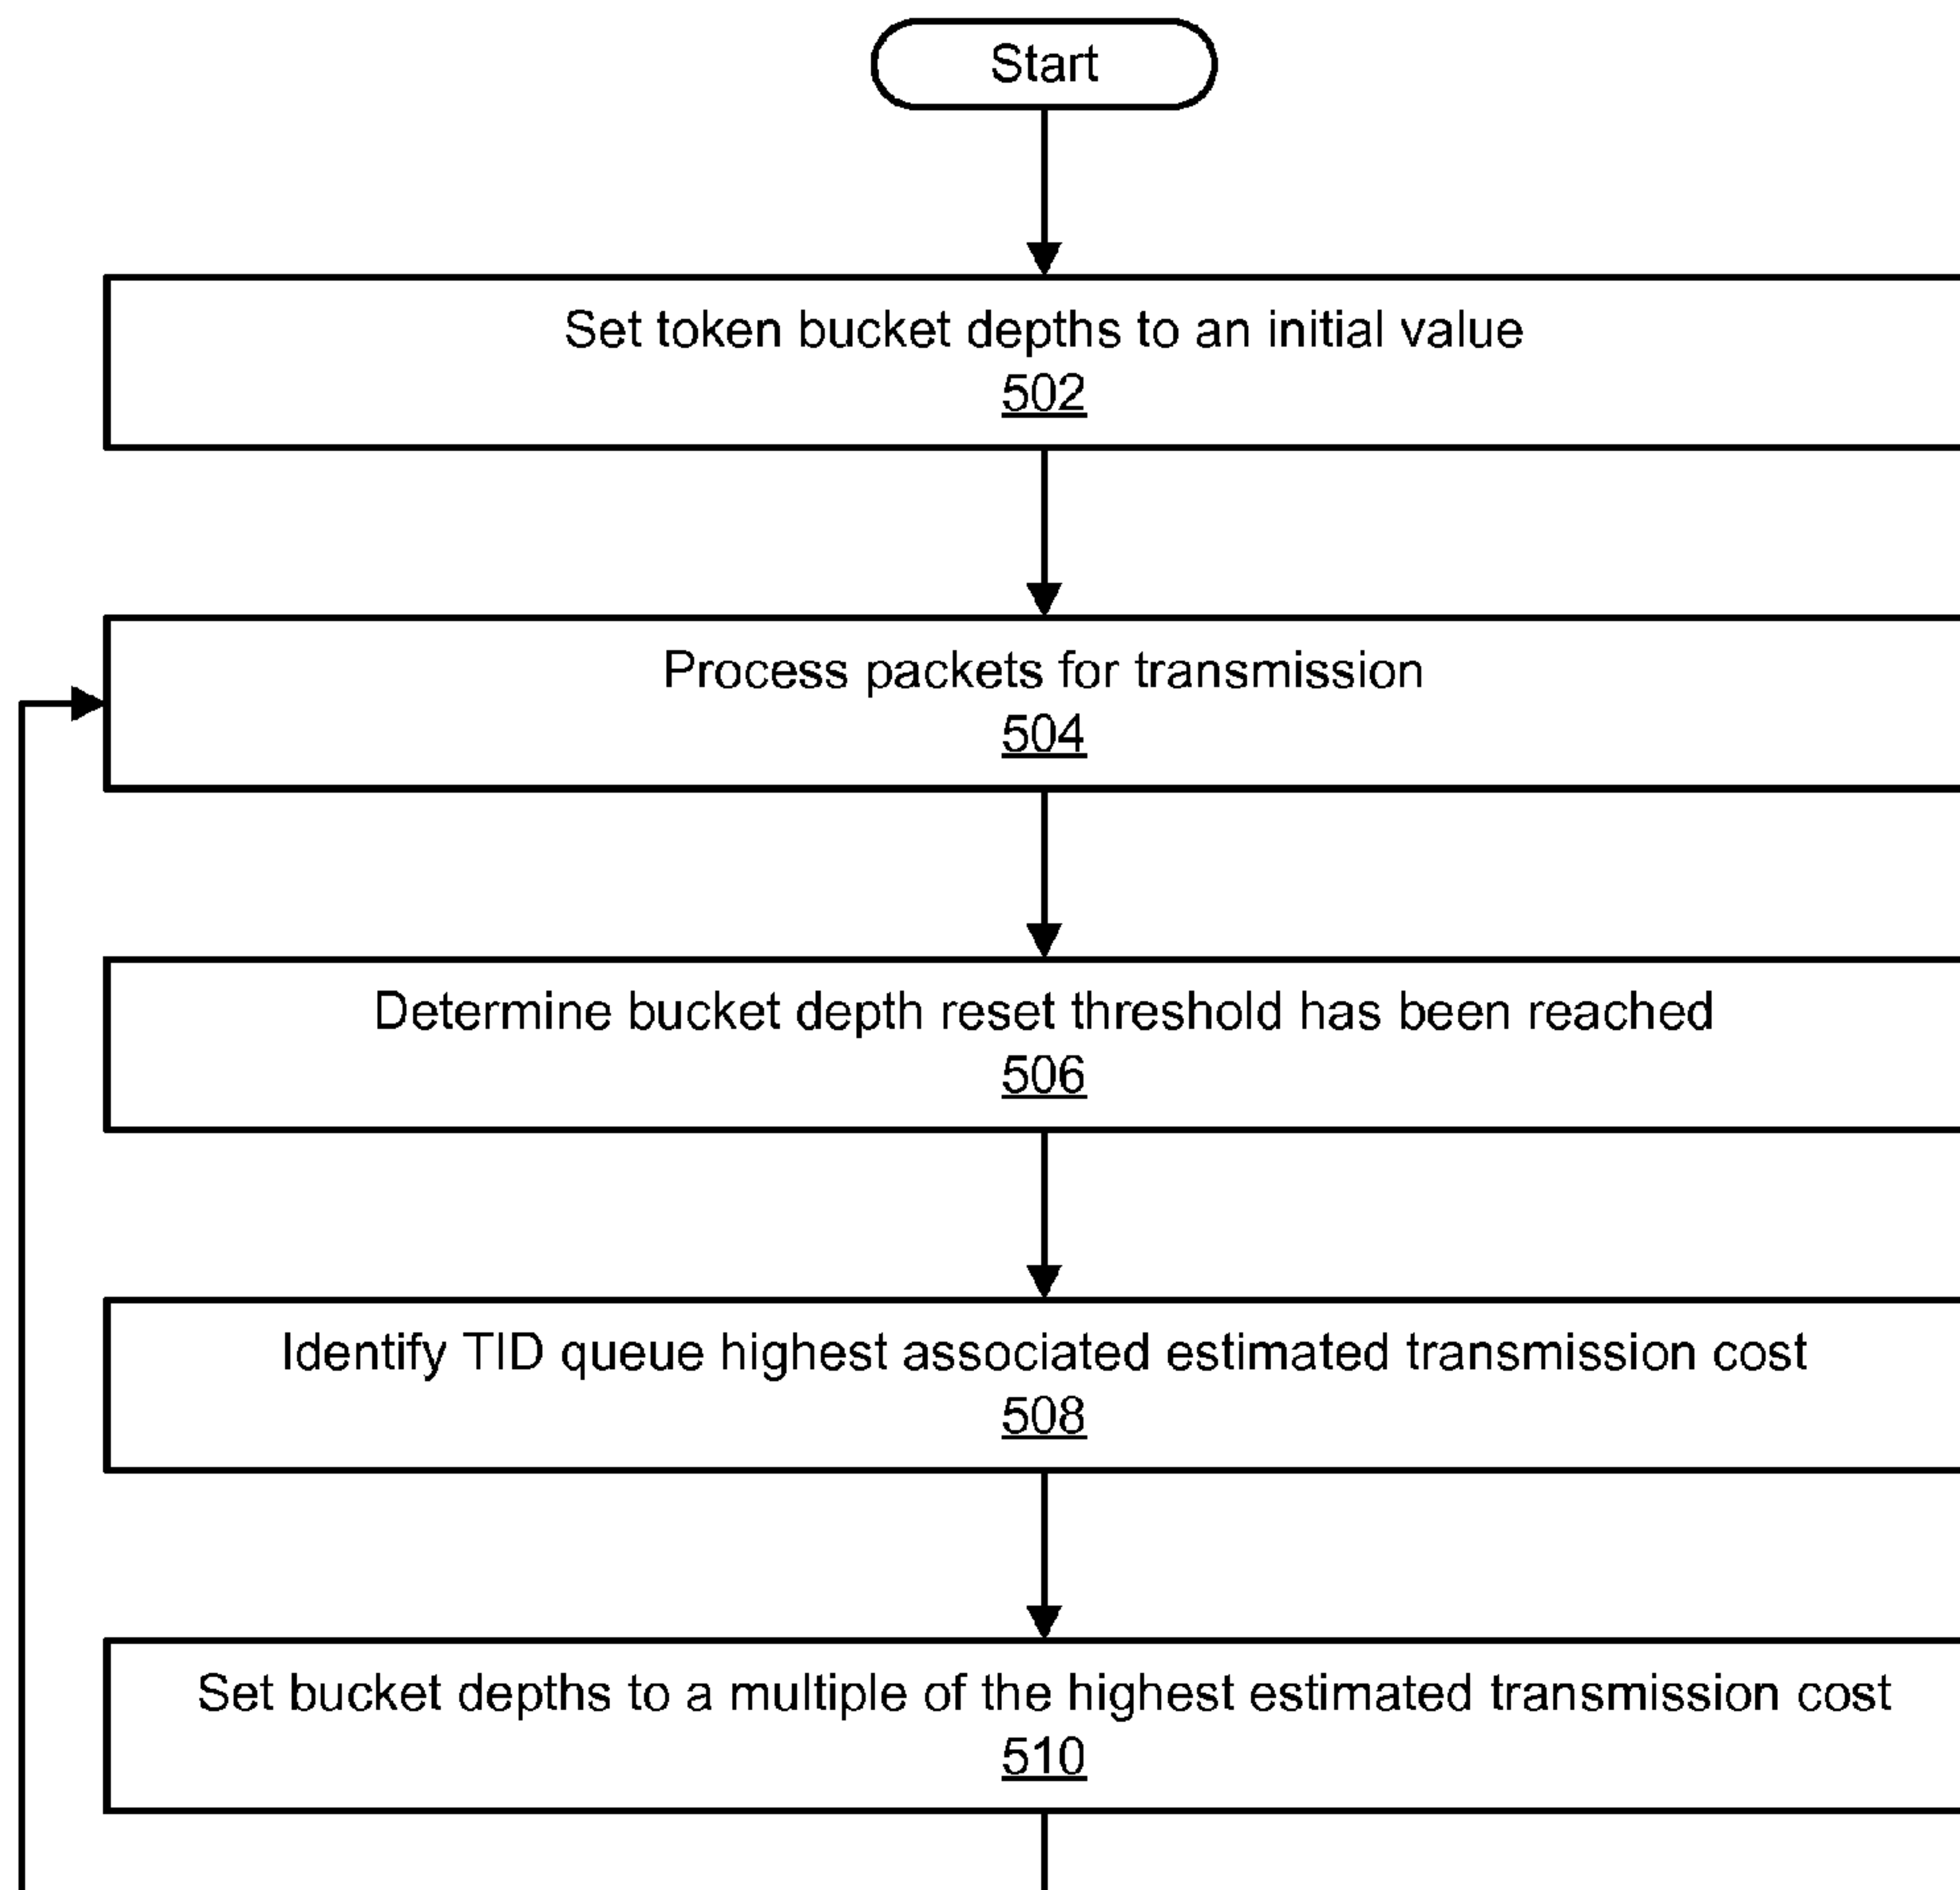 Start
Set token bucket depths to an initial value
502
Process packets for transmission
504
Determine bucket depth reset threshold has been reached
506
Identify TID queue highest associated estimated transmission cost
508
Set bucket depths to a multiple of the highest estimated transmission cost
510